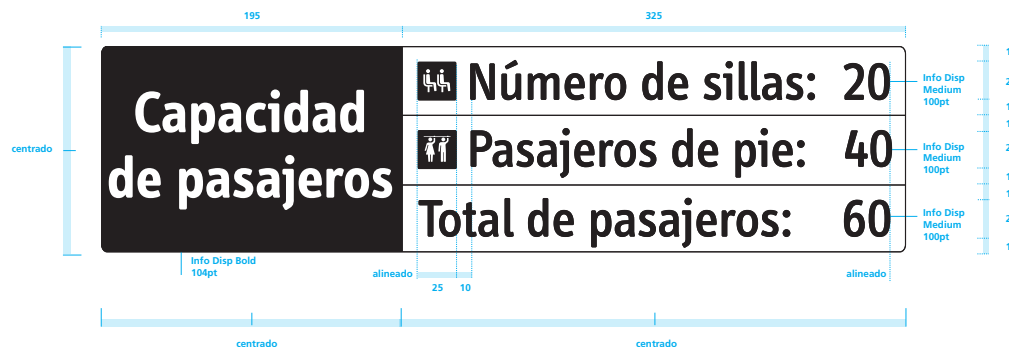 195
325
Capacidad
de pasajeros
Número de sillas: 20
Pasajeros de pie: 40
Total de pasajeros: 60
centrado
Info Disp
Medium
100pt
Info Disp
Medium
100pt
Info Disp
Medium
100pt
Info Disp Bold
104pt
alineado
alineado
25
10
centrado
centrado